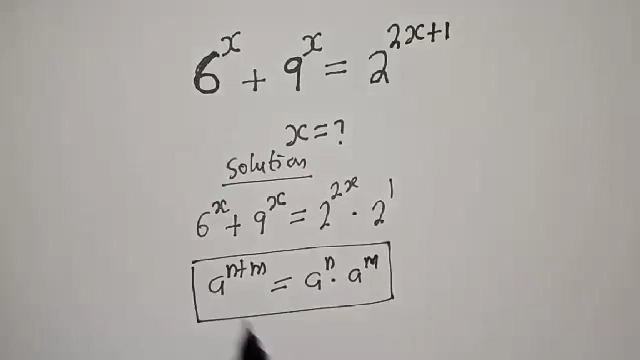 6^x + 9^x = 2^{2x+1}
x = ?
Solution
6^x + 9^x = 2^{2x} · 2^1
a^{n+m} = a^n · a^m